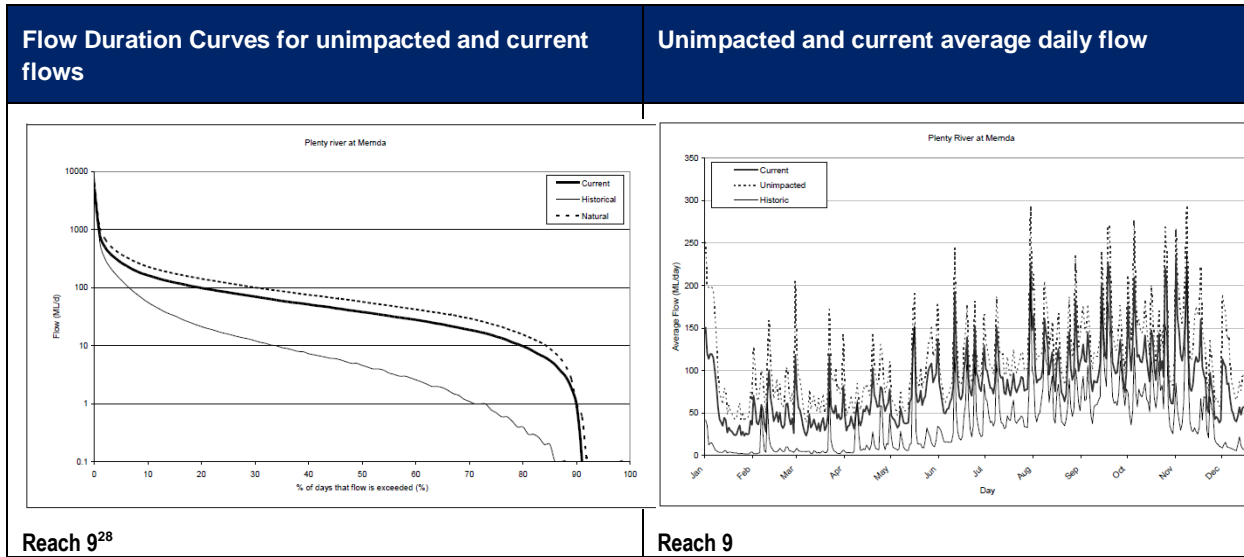 Flow Duration Curves for unimpacted and current
flows
Unimpacted and current average daily flow
Plenty river at Mernda
10000
1000
100
10
1
0.1
Flow (ML/d)
Current
Historical
Natural
0 10 20 30 40 50 60 70 80 90 100
% of days that flow is exceeded (%)
Reach 9²⁸
Plenty River at Mernda
350
300
250
200
150
100
50
0
Average Flow (ML/day)
Current
Unimpacted
Historic
Jan Feb Mar Apr May Jun Jul Aug Sep Oct Nov Dec
Day
Reach 9